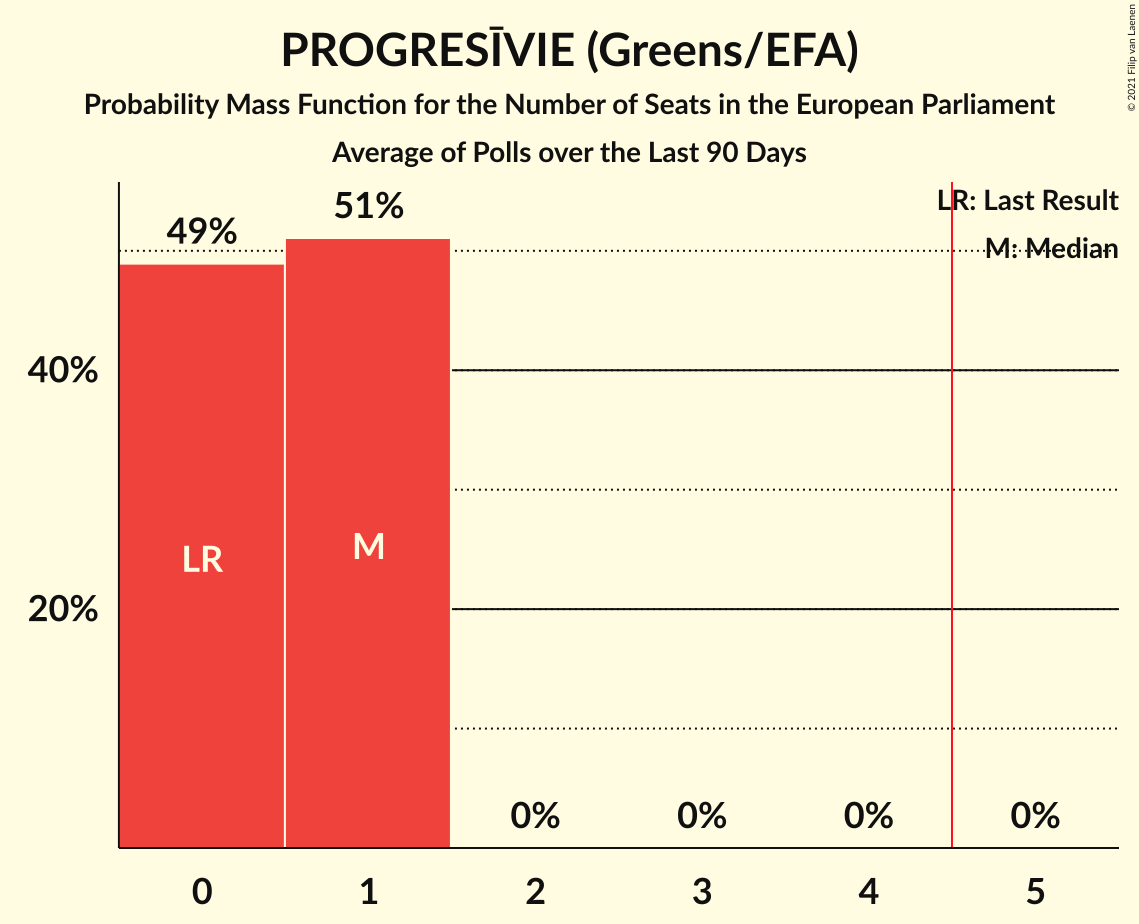 PROGRESĪVIE (Greens/EFA)
Probability Mass Function for the Number of Seats in the European Parliament
Average of Polls over the Last 90 Days
© 2021 Filip van Laenen
LR: Last Result
M: Median
49%
51%
40%
20%
LR
M
0%
0%
0%
0%
0
1
2
3
4
5